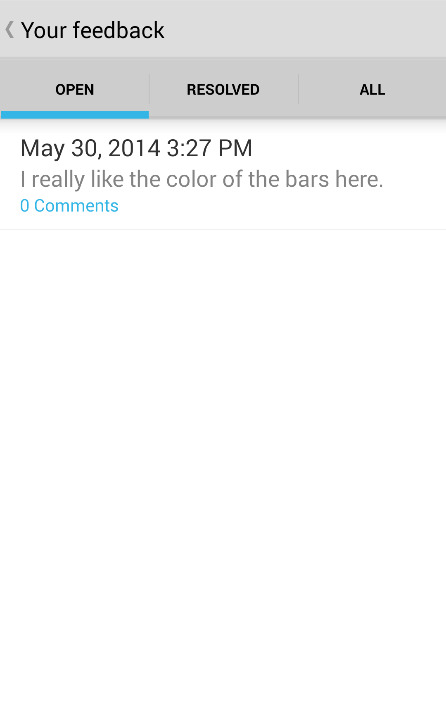 Your feedback
OPEN RESOLVED ALL
May 30, 2014 3:27 PM
I really like the color of the bars here.
0 Comments